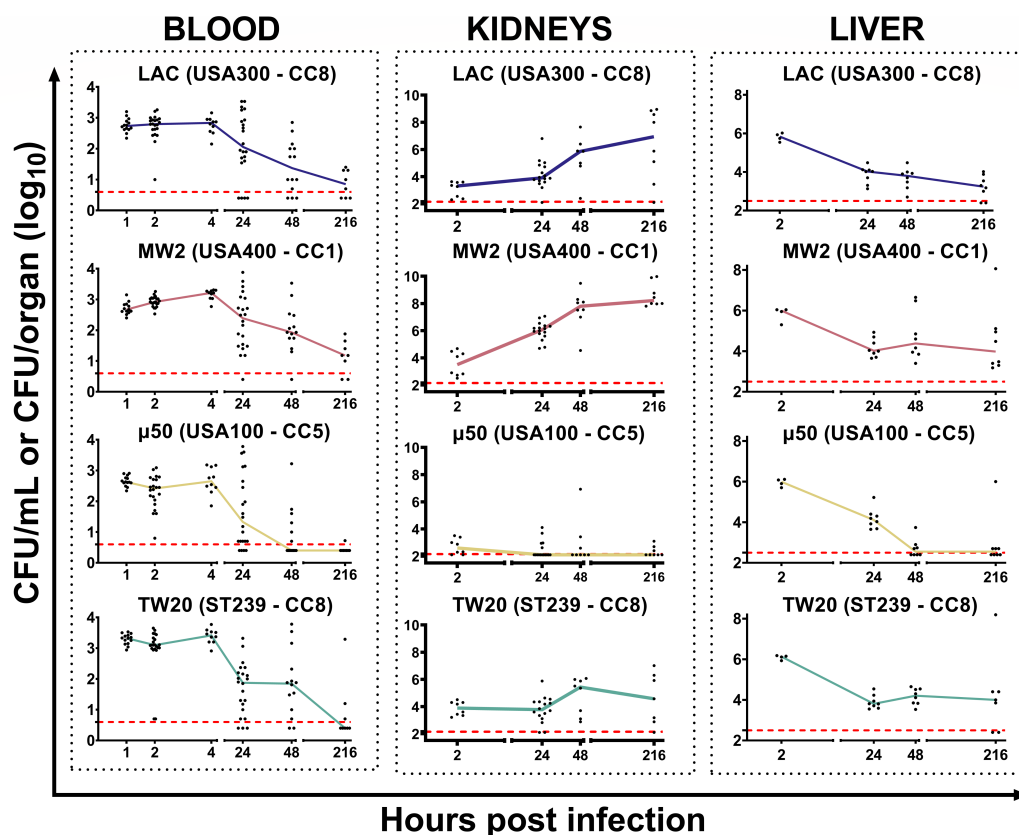 BLOOD KIDNEYS LIVER
CFU/mL or CFU/organ (log10)
LAC (USA300 - CC8) LAC (USA300 - CC8) LAC (USA300 - CC8)
4 10 8
3 8 6
2 6 4
1 4 2
0 2
1 2 4 24 48 216 2 24 48 216 2 24 48 216
MW2 (USA400 - CC1) MW2 (USA400 - CC1) MW2 (USA400 - CC1)
4 10 8
3 8 6
2 6 4
1 4 2
0 2
1 2 4 24 48 216 2 24 48 216 2 24 48 216
µ50 (USA100 - CC5) µ50 (USA100 - CC5) µ50 (USA100 - CC5)
4 10 8
3 8 6
2 6 4
1 4 2
0 2
1 2 4 24 48 216 2 24 48 216 2 24 48 216
TW20 (ST239 - CC8) TW20 (ST239 - CC8) TW20 (ST239 - CC8)
4 10 8
3 8 6
2 6 4
1 4 2
0 2
1 2 4 24 48 216 2 24 48 216 2 24 48 216
Hours post infection